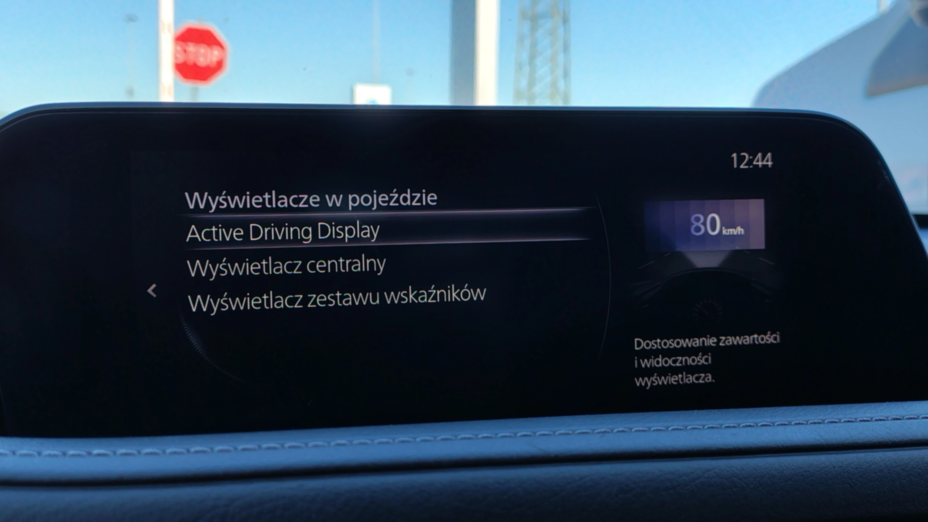 STOP
12:44
Wyświetlacze w pojeździe
Active Driving Display
Wyświetlacz centralny
Wyświetlacz zestawu wskaźników
80 km/h
Dostosowanie zawartości
i widoczności
wyświetlacza.